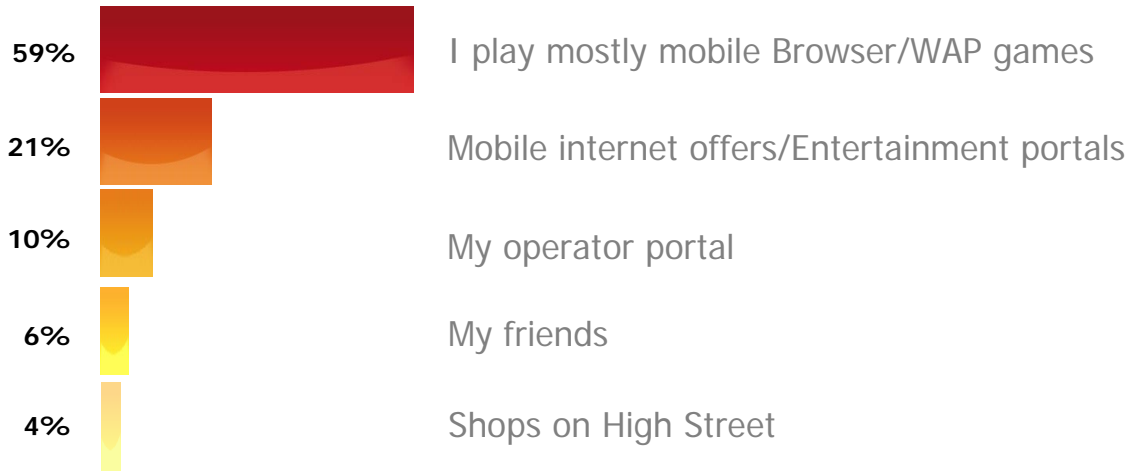 59% I play mostly mobile Browser/WAP games
21% Mobile internet offers/Entertainment portals
10% My operator portal
6% My friends
4% Shops on High Street